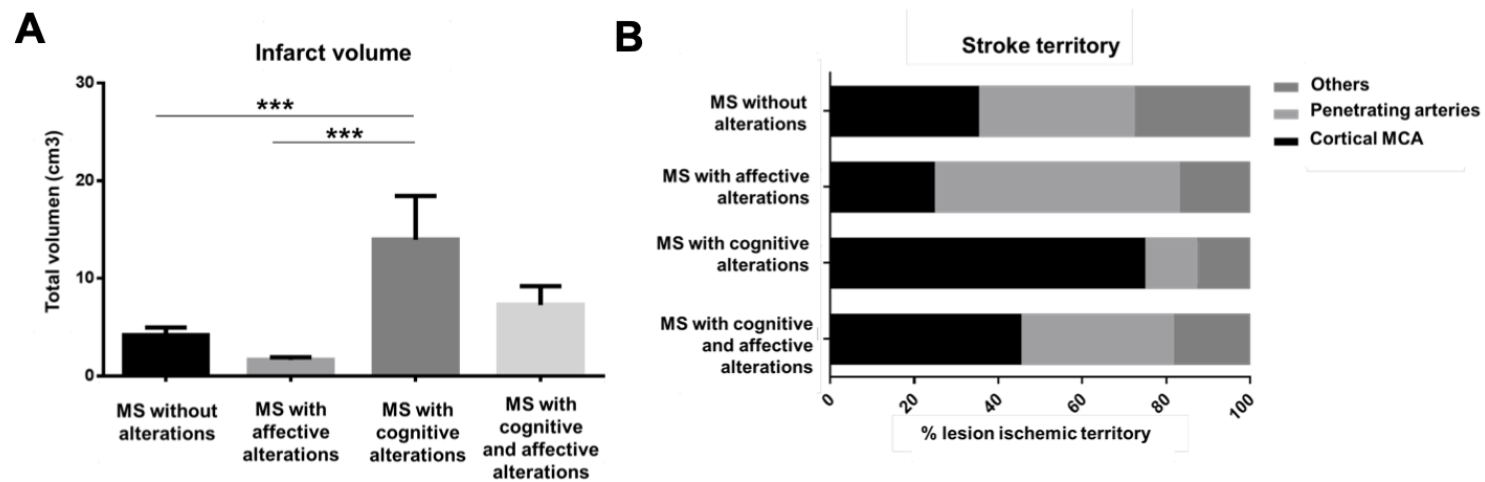 A
Infarct volume
30
20
10
0
Total volumen (cm3)
***
***
MS without
alterations
MS with
affective
alterations
MS with
cognitive
alterations
MS with
cognitive
and affective
alterations
B
Stroke territory
MS without
alterations
MS with affective
alterations
MS with cognitive
alterations
MS with cognitive
and affective
alterations
0
20
40
60
80
100
% lesion ischemic territory
Others
Penetrating arteries
Cortical MCA